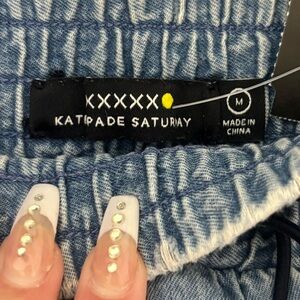 XXXXX
KATE SPADE SATURDAY
M
MADE IN
CHINA